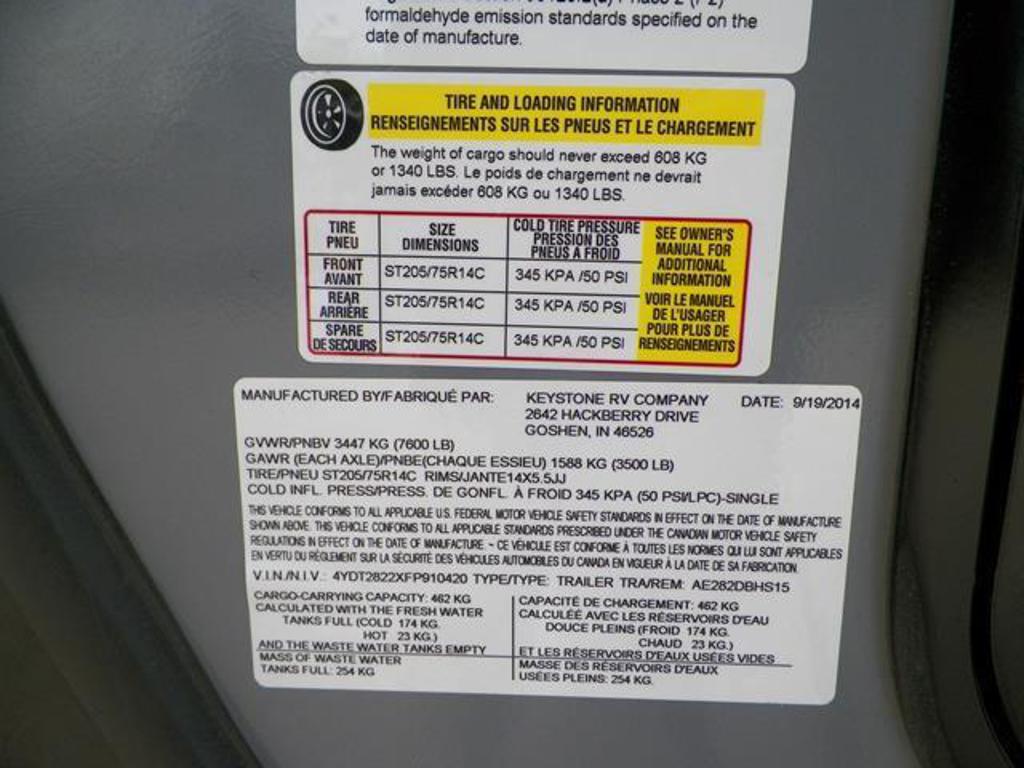 formaldehyde emission standards specified on the
date of manufacture.
TIRE AND LOADING INFORMATION
RENSEIGNEMENTS SUR LES PNEUS ET LE CHARGEMENT
The weight of cargo should never exceed 608 KG
or 1340 LBS. Le poids de chargement ne devrait
jamais excéder 608 KG ou 1340 LBS.
TIRE
PNEU
SIZE
DIMENSIONS
COLD TIRE PRESSURE
PRESSION DES
PNEUS A FROID
SEE OWNER'S
MANUAL FOR
ADDITIONAL
INFORMATION
VOIR LE MANUEL
DE L'USAGER
POUR PLUS DE
RENSEIGNEMENTS
FRONT
AVANT
ST205/75R14C
345 KPA /50 PSI
REAR
ARRIÈRE
ST205/75R14C
345 KPA /50 PSI
SPARE
DE SECOURS
ST205/75R14C
345 KPA /50 PSI
MANUFACTURED BY/FABRIQUÉ PAR: KEYSTONE RV COMPANY DATE: 9/19/2014
2642 HACKBERRY DRIVE
GOSHEN, IN 46526
GVWR/PNBV 3447 KG (7600 LB)
GAWR (EACH AXLE)/PNBE(CHAQUE ESSIEU) 1588 KG (3500 LB)
TIRE/PNEU ST205/75R14C RIMS/JANTE14X5.5JJ
COLD INFL. PRESS/PRESS. DE GONFL. À FROID 345 KPA (50 PSI/LPC)-SINGLE
THIS VEHICLE CONFORMS TO ALL APPLICABLE U.S. FEDERAL MOTOR VEHICLE SAFETY STANDARDS IN EFFECT ON THE DATE OF MANUFACTURE
SHOWN ABOVE. THIS VEHICLE CONFORMS TO ALL APPLICABLE STANDARDS PRESCRIBED UNDER THE CANADIAN MOTOR VEHICLE SAFETY
REGULATIONS IN EFFECT ON THE DATE OF MANUFACTURE. - CE VÉHICULE EST CONFORME À TOUTES LES NORMES QUI LUI SONT APPLICABLES
EN VERTU DU RÈGLEMENT SUR LA SÉCURITÉ DES VÉHICULES AUTOMOBILES DU CANADA EN VIGUEUR À LA DATE DE SA FABRICATION.
V.I.N./N.I.V.: 4YDT2822XFP910420 TYPE/TYPE: TRAILER TRA/REM: AE282DBHS15
CARGO-CARRYING CAPACITY: 462 KG
CALCULATED WITH THE FRESH WATER
TANKS FULL (COLD 174 KG.
HOT 23 KG.)
AND THE WASTE WATER TANKS EMPTY
MASS OF WASTE WATER
TANKS FULL: 254 KG
CAPACITÉ DE CHARGEMENT: 462 KG
CALCULÉE AVEC LES RÉSERVOIRS D'EAU
DOUCE PLEINS (FROID 174 KG.
CHAUD 23 KG.)
ET LES RÉSERVOIRS D'EAUX USÉES VIDES
MASSE DES RÉSERVOIRS D'EAUX
USÉES PLEINS: 254 KG.